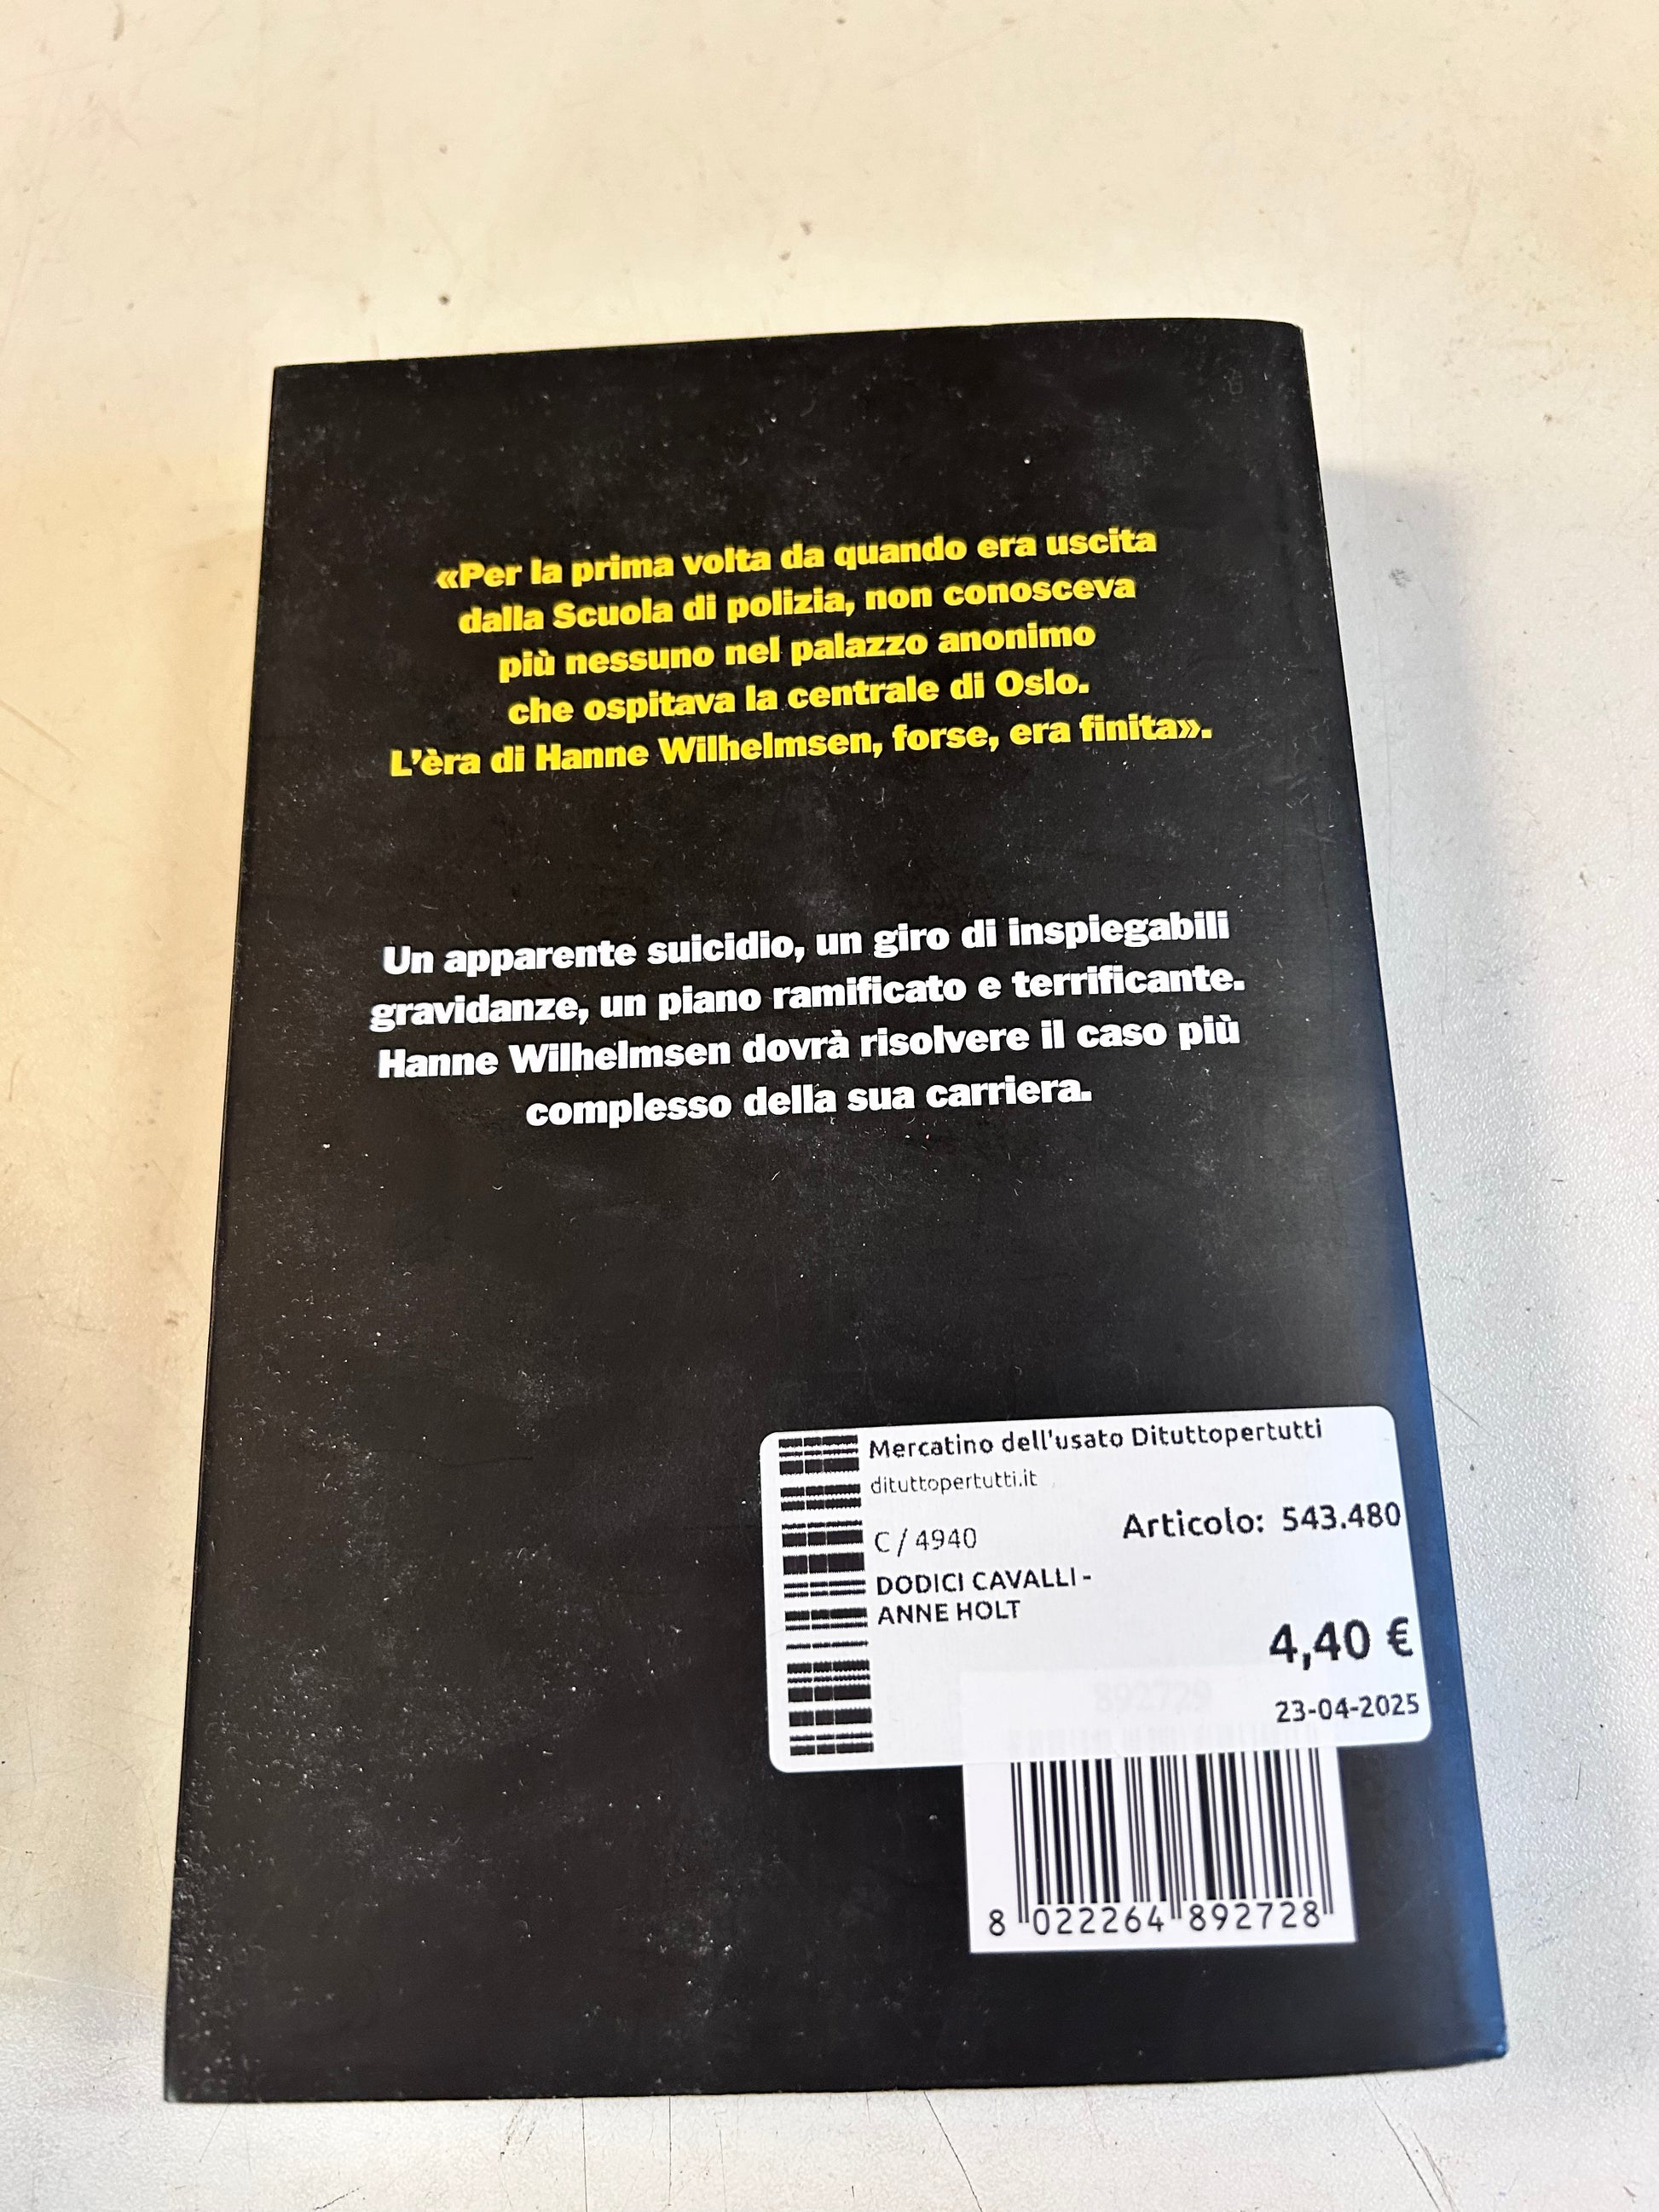 «Per la prima volta da quando era uscita
dalla Scuola di polizia, non conosceva
più nessuno nel palazzo anonimo
che ospitava la centrale di Oslo.
L'èra di Hanne Wilhelmsen, forse, era finita».
Un apparente suicidio, un giro di inspiegabili
gravidanze, un piano ramificato e terrificante.
Hanne Wilhelmsen dovrà risolvere il caso più
complesso della sua carriera.
Mercatino dell'usato Dituttopertutti
dituttopertutti.it
Articolo: 543.480
C / 4940
DODICI CAVALLI -
ANNE HOLT
4,40 €
892729
23-04-2025
8 022264 892728